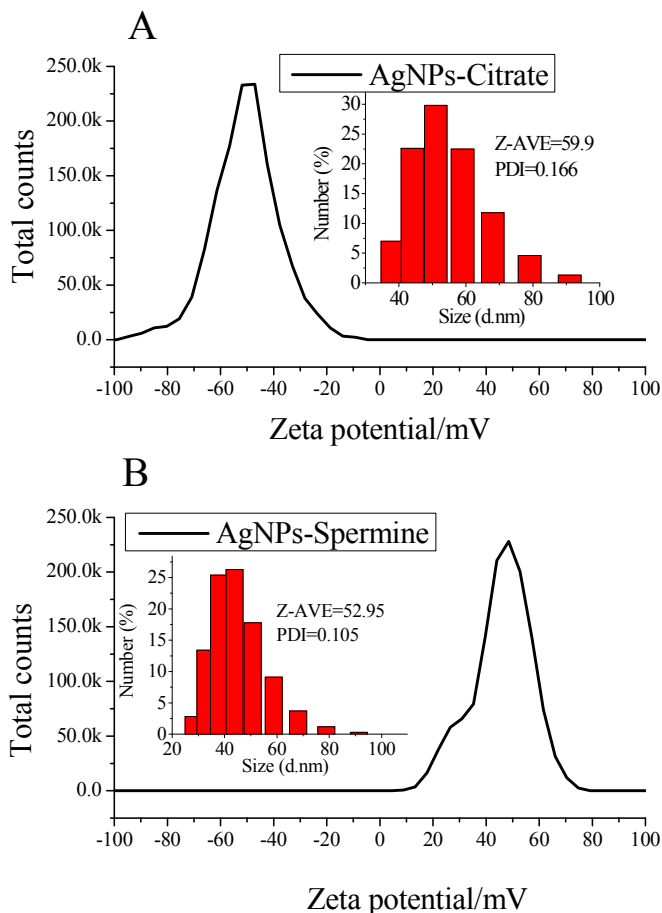 A
AgNPs-Citrate
250.0k
200.0k
150.0k
100.0k
50.0k
0.0
Total counts
30
25
20
15
10
5
0
Number (%)
Z-AVE=59.9
PDI=0.166
40 60 80 100
Size (d.nm)
-100 -80 -60 -40 -20 0 20 40 60 80 100
Zeta potential/mV
B
AgNPs-Spermine
250.0k
200.0k
150.0k
100.0k
50.0k
0.0
Total counts
25
20
15
10
5
0
Number (%)
Z-AVE=52.95
PDI=0.105
20 40 60 80 100
Size (d.nm)
-100 -80 -60 -40 -20 0 20 40 60 80 100
Zeta potential/mV